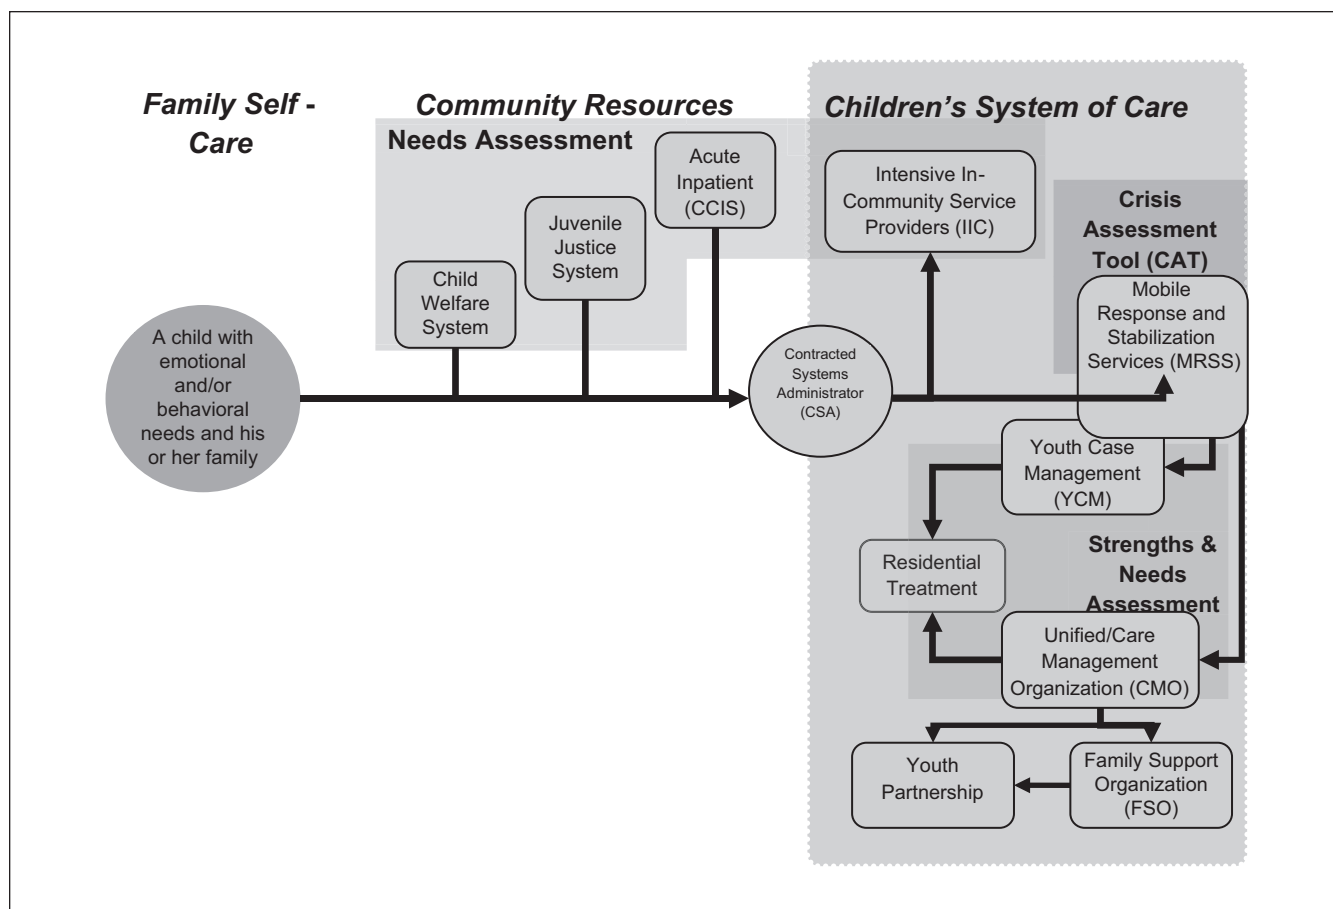 Family Self -
Care
Community Resources
Needs Assessment
Children's System of Care
Acute
Inpatient
(CCIS)
Juvenile
Justice
System
Child
Welfare
System
A child with
emotional
and/or
behavioral
needs and his
or her family
Contracted
Systems
Administrator
(CSA)
Intensive In-
Community Service
Providers (IIC)
Crisis
Assessment
Tool (CAT)
Mobile
Response and
Stabilization
Services (MRSS)
Youth Case
Management
(YCM)
Residential
Treatment
Strengths &
Needs
Assessment
Unified/Care
Management
Organization (CMO)
Youth
Partnership
Family Support
Organization
(FSO)